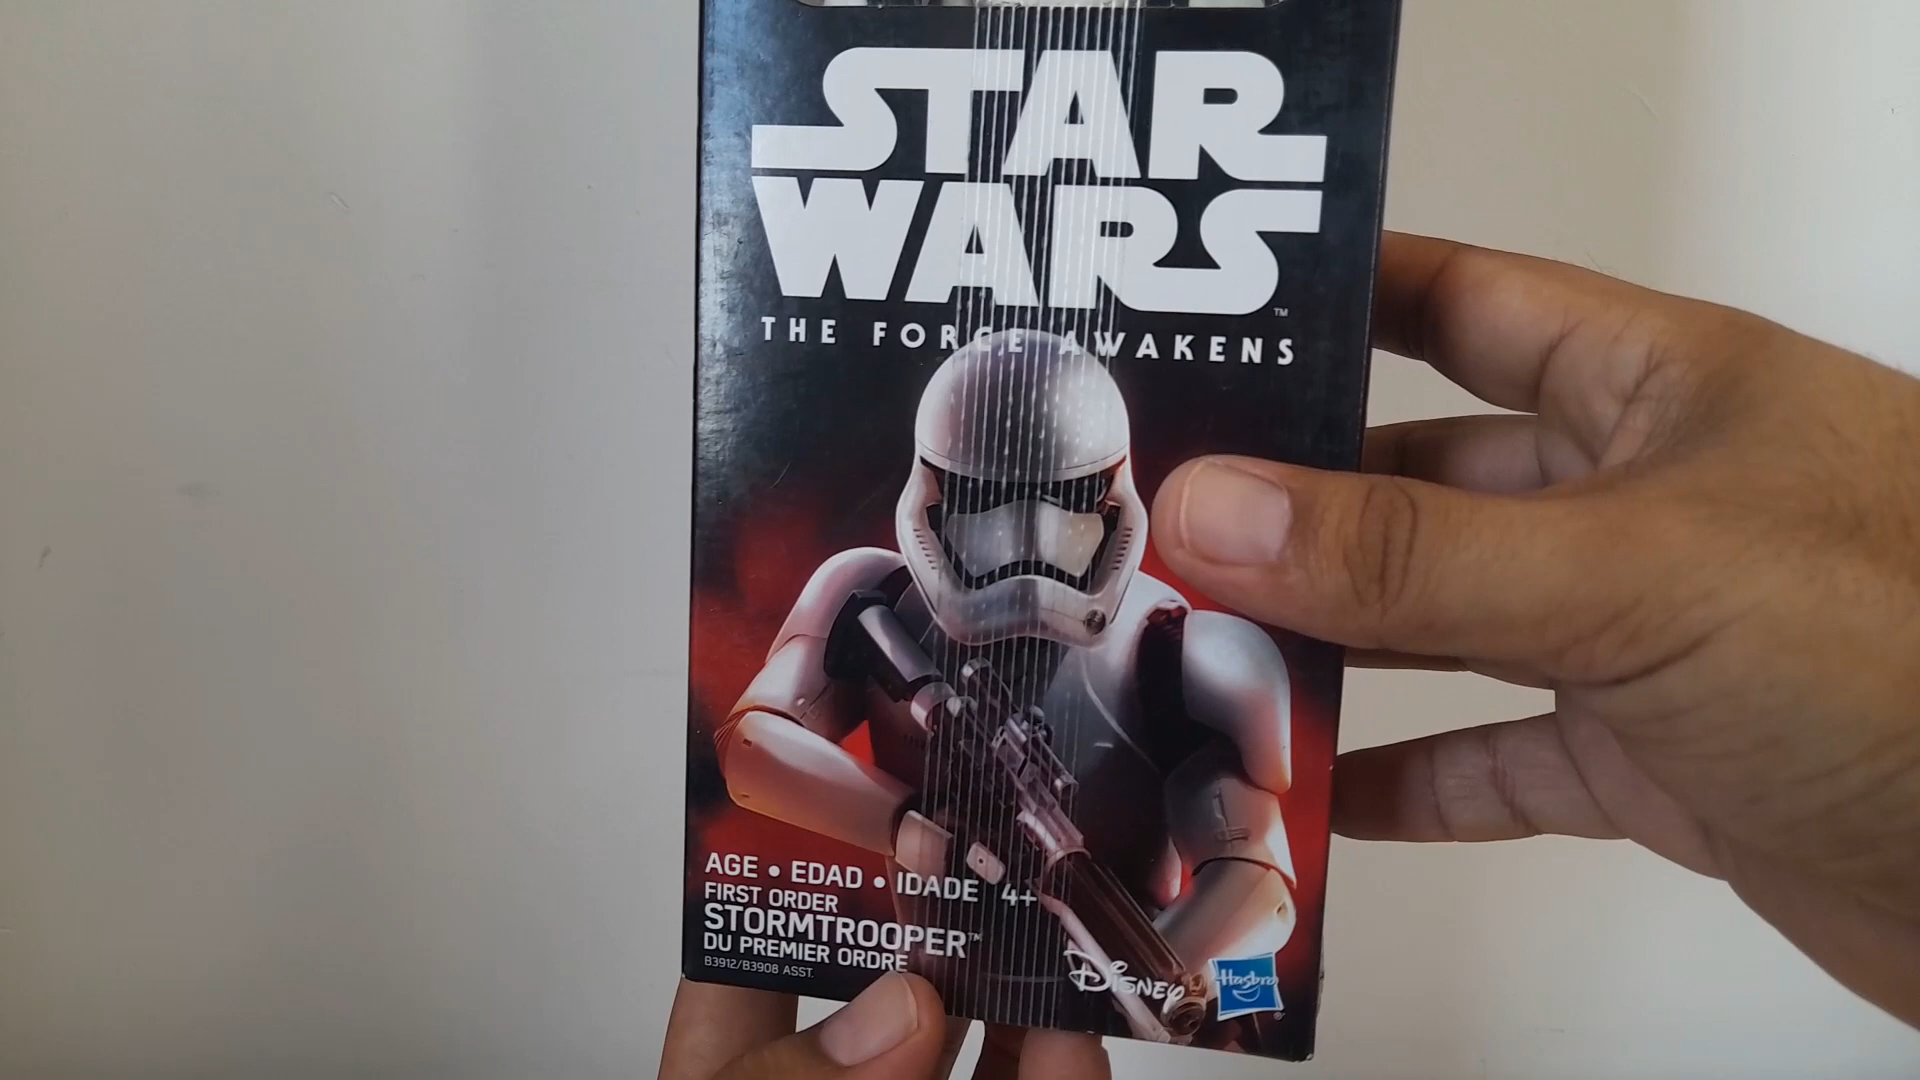 STAR
WARS™
THE FORCE AWAKENS
AGE • EDAD • IDADE 4+
FIRST ORDER
STORMTROOPER™
DU PREMIER ORDRE
B3912/B3908 ASST.
DISNEY
Hasbro®